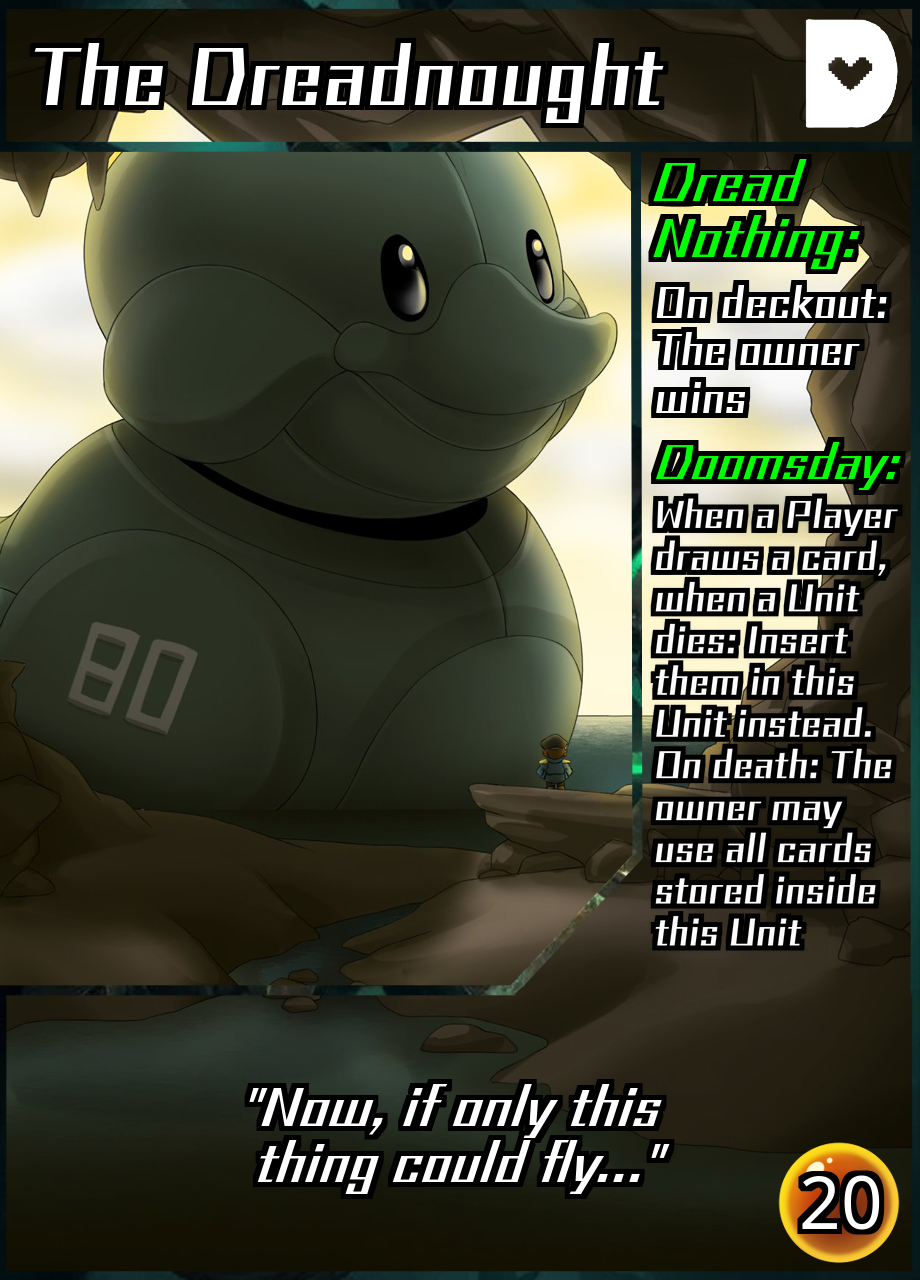 The Dreadnought
D
Dread
Nothing:
On deckout:
The owner
wins
Doomsday:
When a Player
draws a card,
when a Unit
dies: Insert
them in this
Unit instead.
On death: The
owner may
use all cards
stored inside
this Unit
80
"Now, if only this
thing could fly..."
20